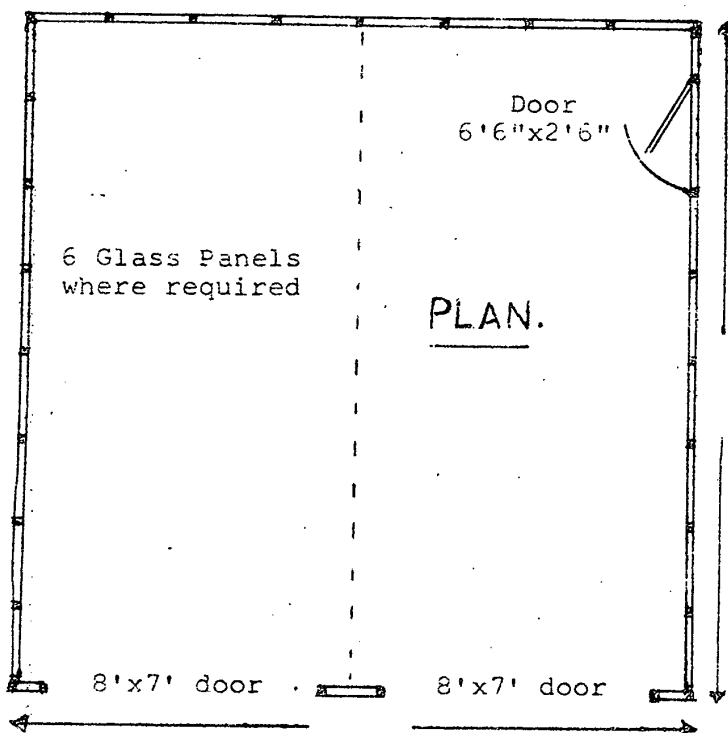 Door
6'6"x2'6"
6 Glass Panels
where required
PLAN.
8'x7' door
8'x7' door